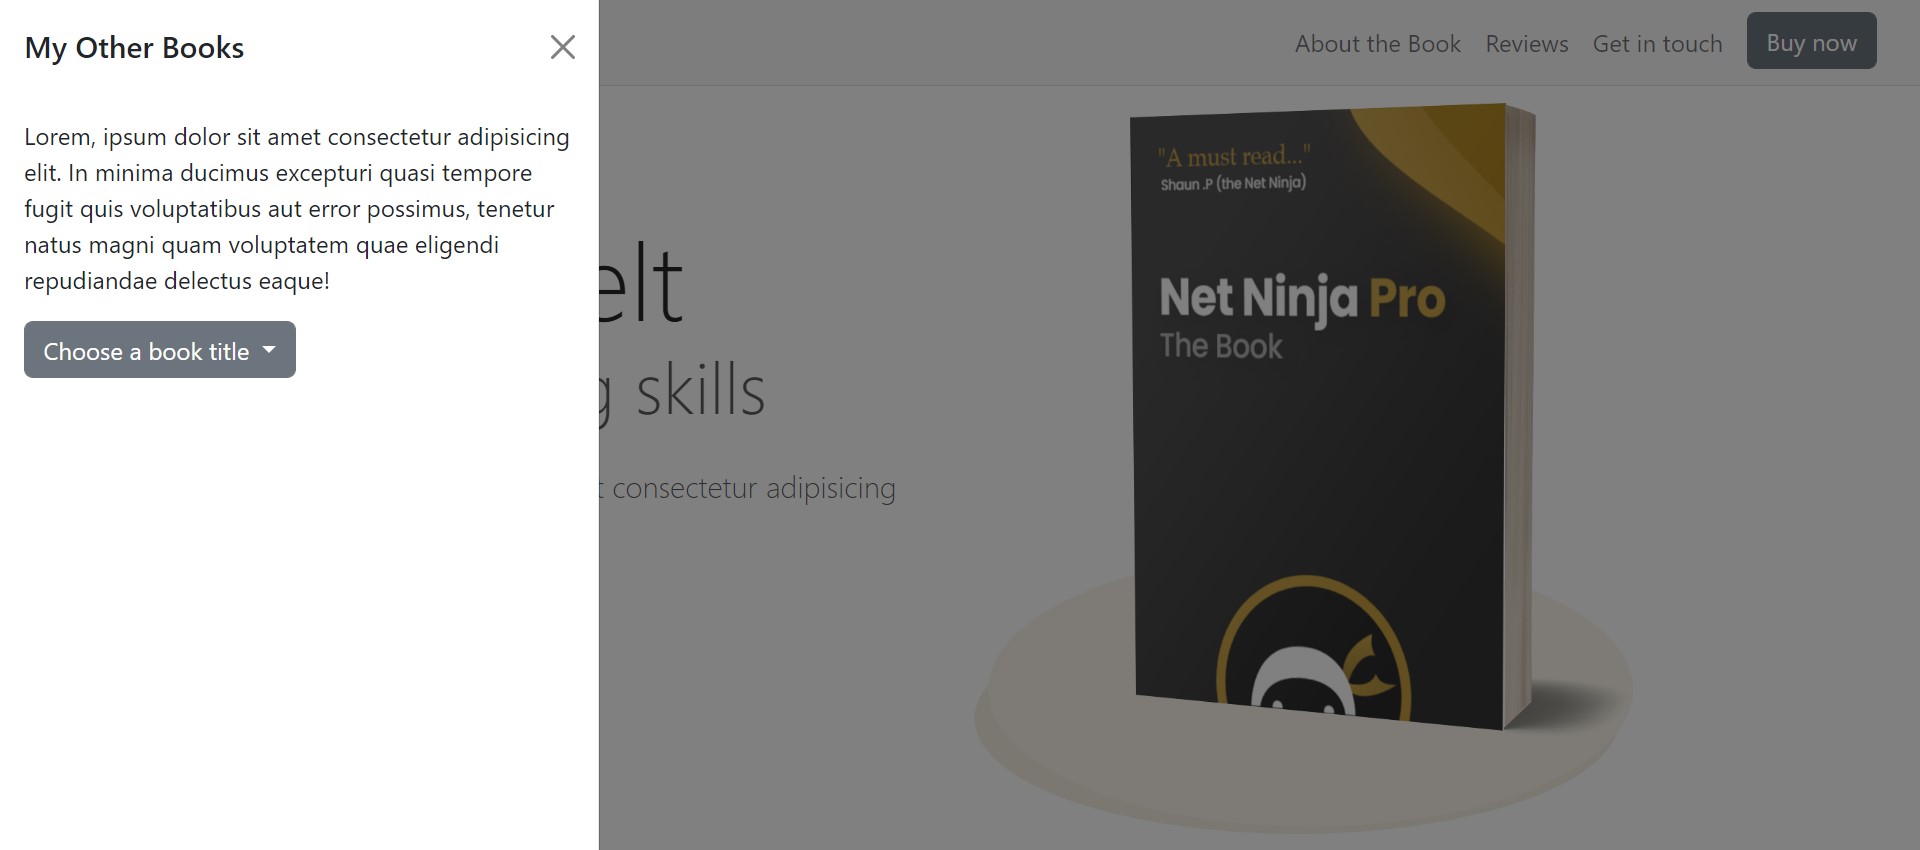 My Other Books
Lorem, ipsum dolor sit amet consectetur adipisicing
elit. In minima ducimus excepturi quasi tempore
fugit quis voluptatibus aut error possimus, tenetur
natus magni quam voluptatem quae eligendi
repudiandae delectus eaque!
Choose a book title
About the Book
Reviews
Get in touch
Buy now
elt
skills
consectetur adipisicing
"A must read..."
Shaun .P (the Net Ninja)
Net Ninja Pro
The Book